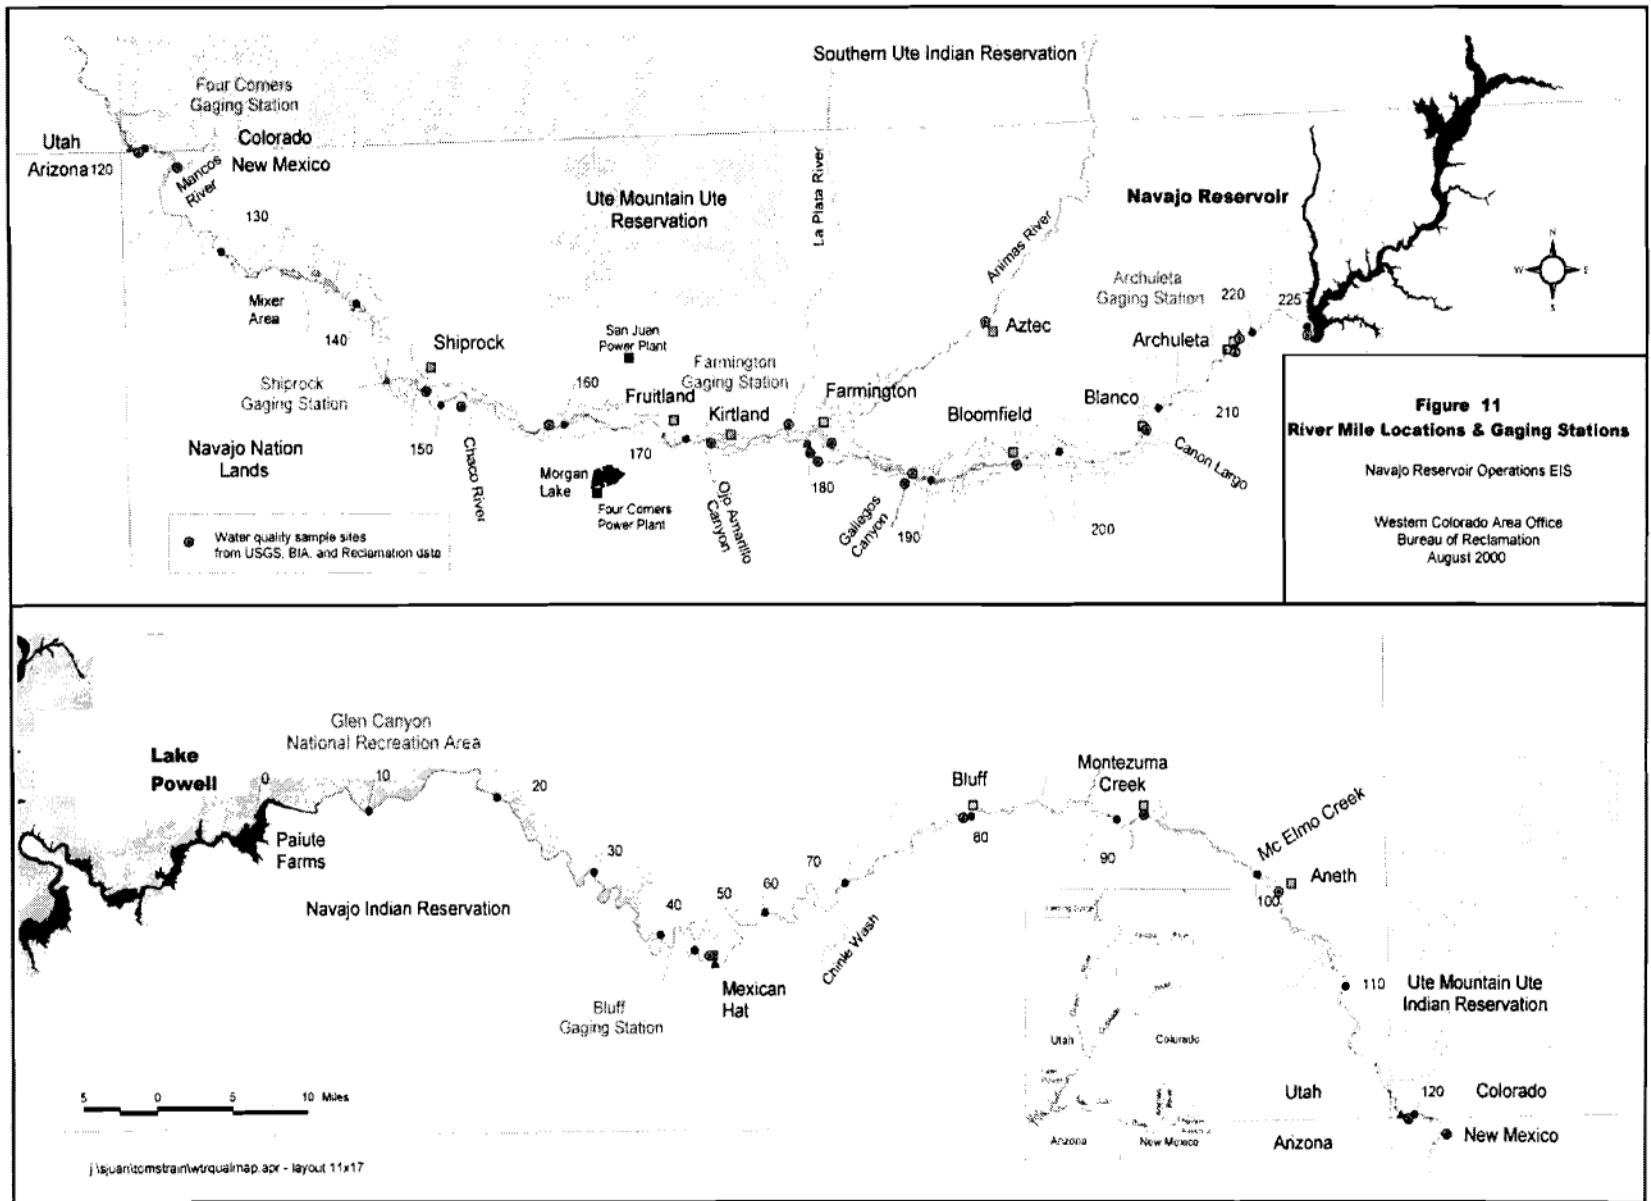 Southern Ute Indian Reservation
Four Corners
Gaging Station
Utah
Colorado
Arizona
120
New Mexico
Mancos
River
130
Ute Mountain Ute
Reservation
La Plata River
Animas River
Navajo Reservoir
N
W
E
S
Archuleta
Gaging Station
220
225
Mixer
Area
140
Shiprock
San Juan
Power Plant
Aztec
Archuleta
Shiprock
Gaging Station
160
Fruitland
Farmington
Gaging Station
Kirtland
Farmington
Bloomfield
Blanco
210
Navajo Nation
Lands
150
Chaco River
Morgan
Lake
170
Four Corners
Power Plant
Ojo Amarillo
Canyon
180
Gallegos
Canyon
190
200
Canon Largo
Water quality sample sites
from USGS, BIA, and Reclamation data
Figure 11
River Mile Locations & Gaging Stations
Navajo Reservoir Operations EIS
Western Colorado Area Office
Bureau of Reclamation
August 2000
Glen Canyon
National Recreation Area
Lake
Powell
0
10
20
Paiute
Farms
30
Navajo Indian Reservation
40
50
60
70
Bluff
Gaging Station
Mexican
Hat
Chinle Wash
Bluff
80
Montezuma
Creek
90
Mc Elmo Creek
Aneth
100
110
Ute Mountain Ute
Indian Reservation
Utah
Colorado
Arizona
New Mexico
Utah
120
Colorado
Arizona
New Mexico
5
0
5
10 Miles
j:\sjuan\tomstrain\wtrqualmap.apr - layout 11x17